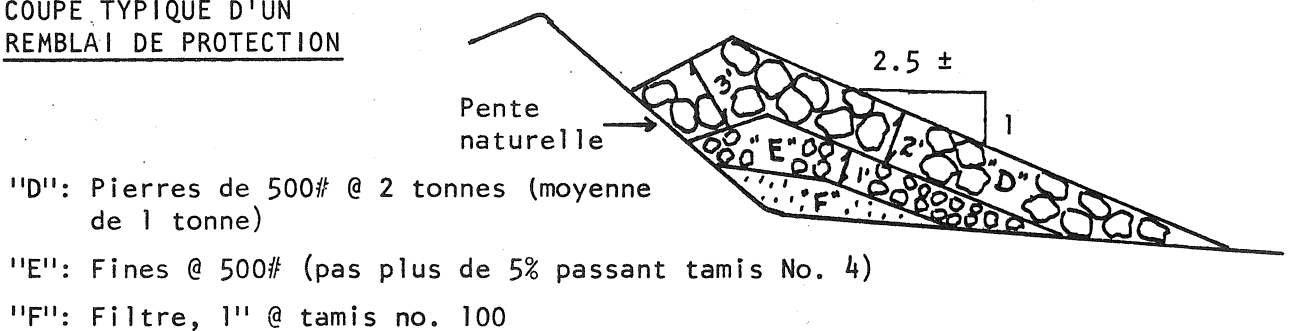 COUPE TYPIQUE D'UN
REMBLAI DE PROTECTION
2.5 ±
1
3'
Pente
naturelle
2'
"E"
1'
"D"
"F"
"D": Pierres de 500# @ 2 tonnes (moyenne
de 1 tonne)
"E": Fines @ 500# (pas plus de 5% passant tamis No. 4)
"F": Filtre, 1" @ tamis no. 100